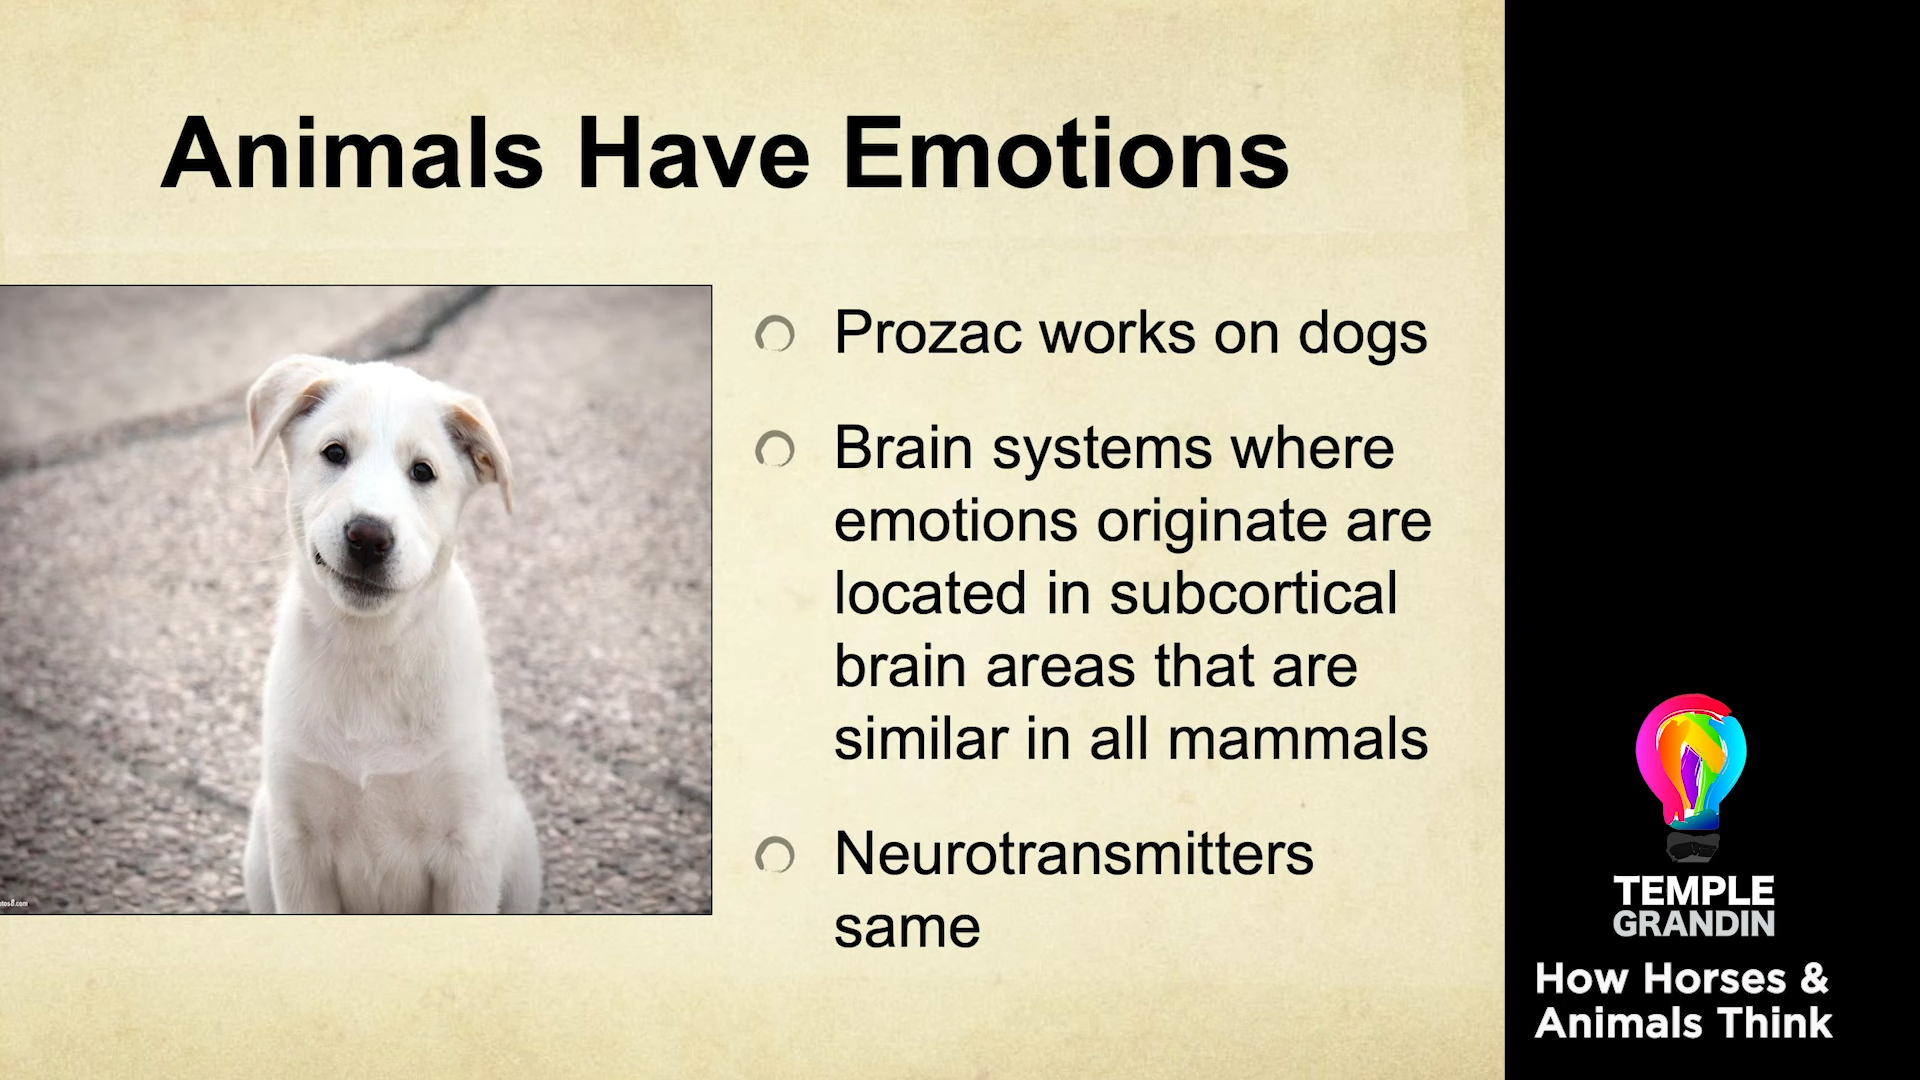 Animals Have Emotions
Prozac works on dogs
Brain systems where
emotions originate are
located in subcortical
brain areas that are
similar in all mammals
Neurotransmitters
same
TEMPLE
GRANDIN
How Horses &
Animals Think